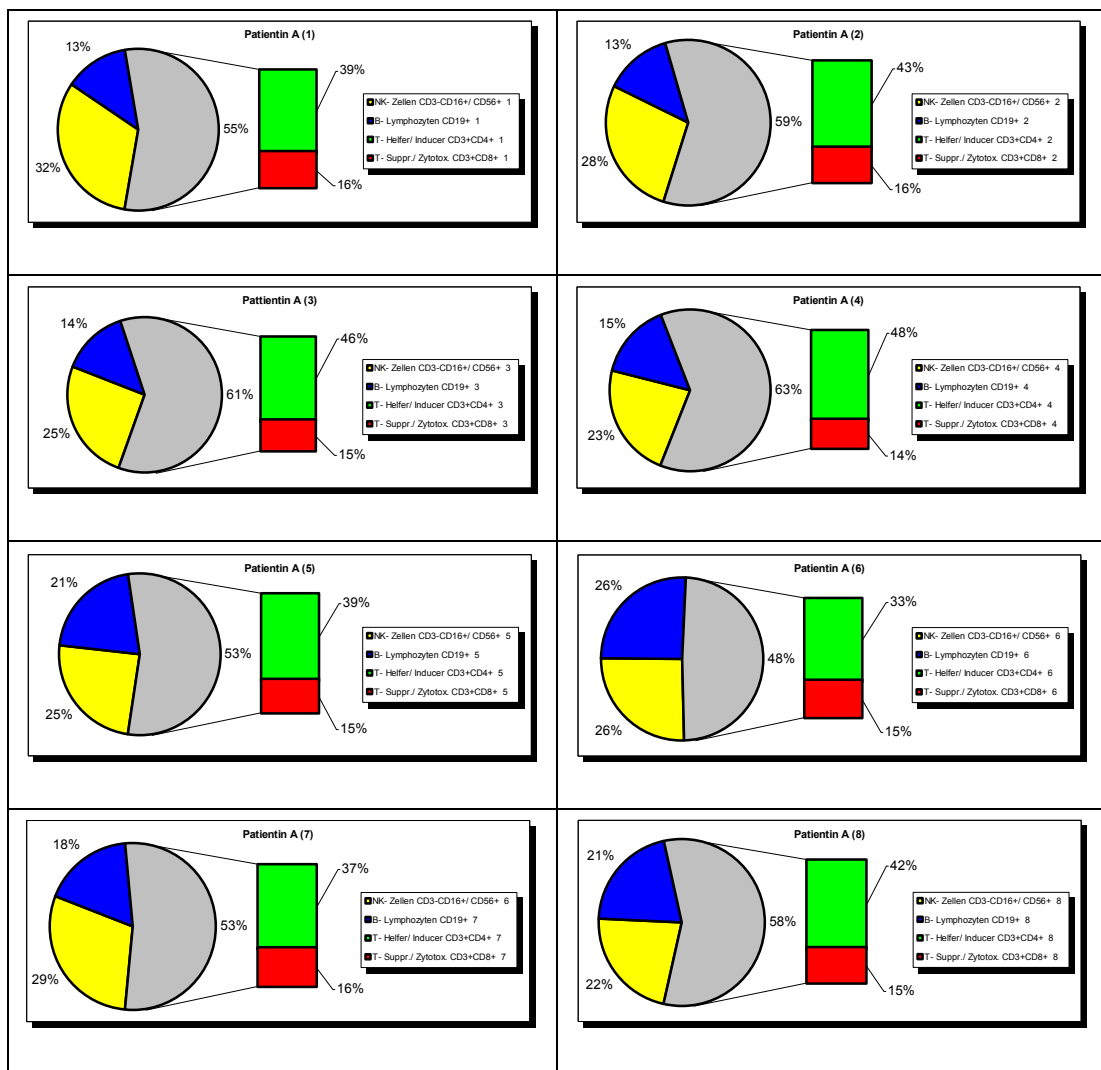 Patientin A (1)
13%
39%
55%
32%
16%
NK- Zellen CD3-CD16+/ CD56+ 1
B- Lymphozyten CD19+ 1
T- Helfer/ Inducer CD3+CD4+ 1
T- Suppr./ Zytotox. CD3+CD8+ 1
Patientin A (2)
13%
43%
59%
28%
16%
NK- Zellen CD3-CD16+/ CD56+ 2
B- Lymphozyten CD19+ 2
T- Helfer/ Inducer CD3+CD4+ 2
T- Suppr./ Zytotox. CD3+CD8+ 2
Pattientin A (3)
14%
46%
61%
25%
15%
NK- Zellen CD3-CD16+/ CD56+ 3
B- Lymphozyten CD19+ 3
T- Helfer/ Inducer CD3+CD4+ 3
T- Suppr./ Zytotox. CD3+CD8+ 3
Patientin A (4)
15%
48%
63%
23%
14%
NK- Zellen CD3-CD16+/ CD56+ 4
B- Lymphozyten CD19+ 4
T- Helfer/ Inducer CD3+CD4+ 4
T- Suppr./ Zytotox. CD3+CD8+ 4
Patientin A (5)
21%
39%
53%
25%
15%
NK- Zellen CD3-CD16+/ CD56+ 5
B- Lymphozyten CD19+ 5
T- Helfer/ Inducer CD3+CD4+ 5
T- Suppr./ Zytotox. CD3+CD8+ 5
Patientin A (6)
26%
33%
48%
26%
15%
NK- Zellen CD3-CD16+/ CD56+ 6
B- Lymphozyten CD19+ 6
T- Helfer/ Inducer CD3+CD4+ 6
T- Suppr./ Zytotox. CD3+CD8+ 6
Patientin A (7)
18%
37%
53%
29%
16%
NK- Zellen CD3-CD16+/ CD56+ 6
B- Lymphozyten CD19+ 7
T- Helfer/ Inducer CD3+CD4+ 7
T- Suppr./ Zytotox. CD3+CD8+ 7
Patientin A (8)
21%
42%
58%
22%
15%
NK- Zellen CD3-CD16+/ CD56+ 8
B- Lymphozyten CD19+ 8
T- Helfer/ Inducer CD3+CD4+ 8
T- Suppr./ Zytotox. CD3+CD8+ 8